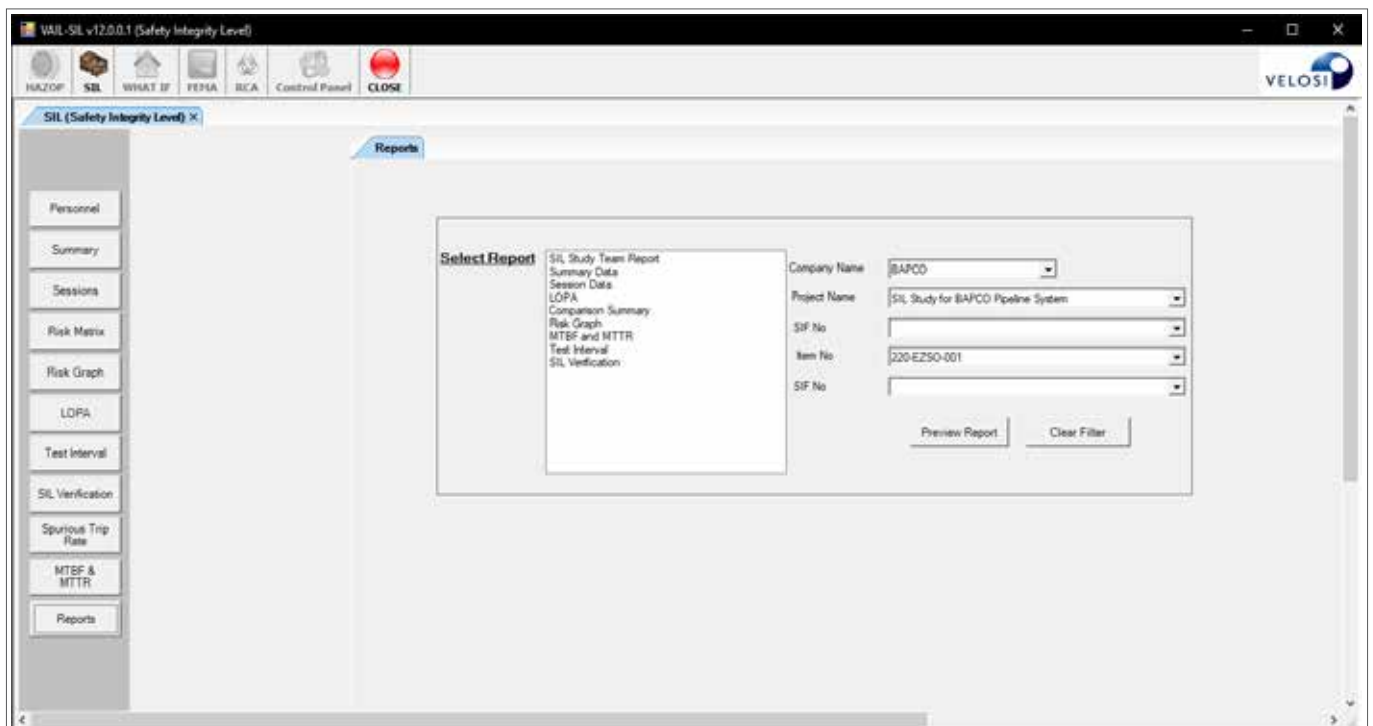 VAIL-SIL v12.0.0.1 (Safety Integrity Level)
HAZOP SIL WHAT IF FEMA RCA Control Panel CLOSE
VELOSI
SIL (Safety Integrity Level) ×
Reports
Personnel
Summary
Sessions
Risk Matrix
Risk Graph
LOPA
Test Interval
SIL Verification
Spurious Trip
Rate
MTBF &
MTTR
Reports
Select Report
SIL Study Team Report
Summary Data
Session Data
LOPA
Comparison Summary
Risk Graph
MTBF and MTTR
Test Interval
SIL Verification
Company Name BAPCO
Project Name SIL Study for BAPCO Pipeline System
SIF No
Item No 220-EZSO-001
SIF No
Preview Report Clear Filter